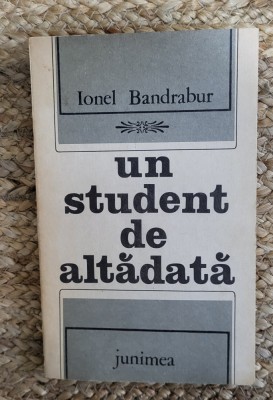 Ionel Bandrabur
un
student
de
altădată
junimea